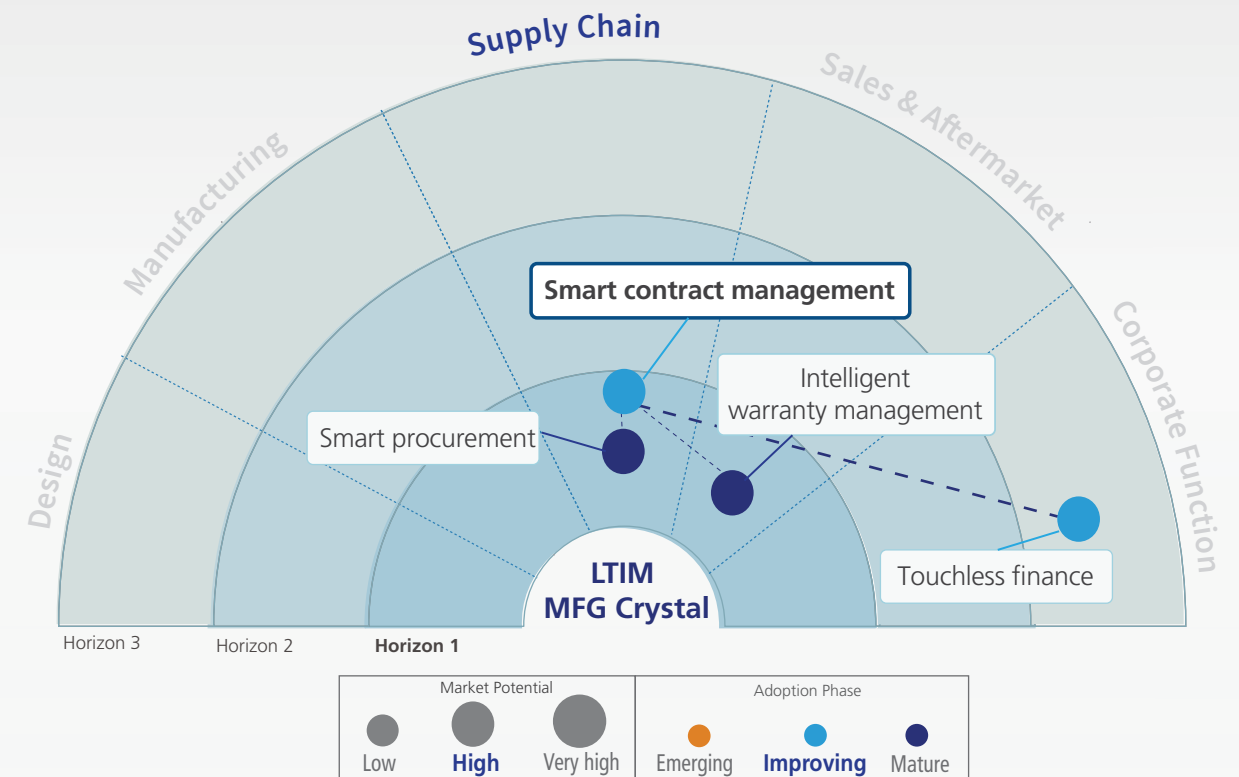 Supply Chain
Sales & Aftermarket
Manufacturing
Corporate Function
Design
Smart contract management
Intelligent
warranty management
Smart procurement
Touchless finance
LTIM
MFG Crystal
Horizon 3
Horizon 2
Horizon 1
Market Potential
Low
High
Very high
Adoption Phase
Emerging
Improving
Mature